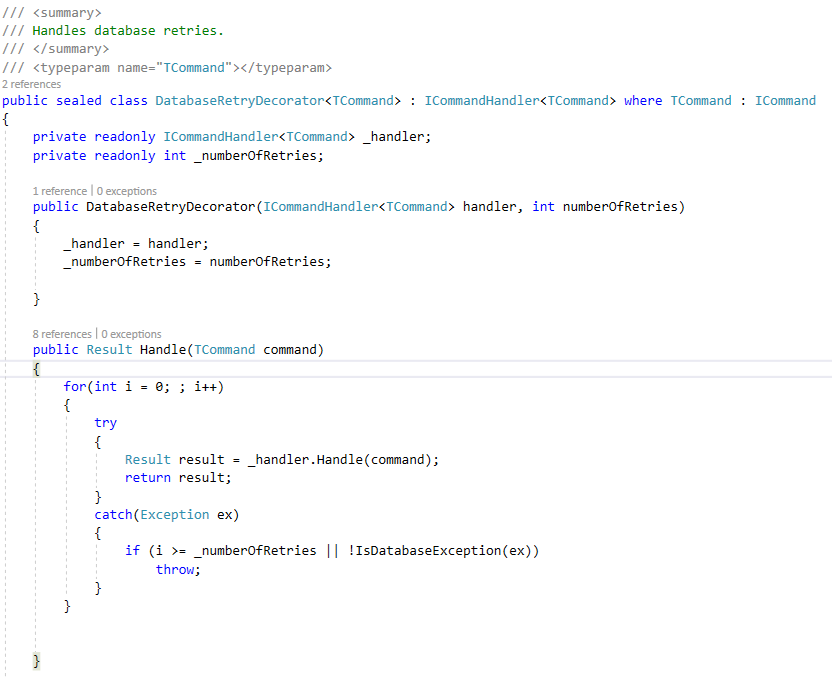 /// <summary>
/// Handles database retries.
/// </summary>
/// <typeparam name="TCommand"></typeparam>
2 references
public sealed class DatabaseRetryDecorator<TCommand> : ICommandHandler<TCommand> where TCommand : ICommand
{
    private readonly ICommandHandler<TCommand> _handler;
    private readonly int _numberOfRetries;
    1 reference | 0 exceptions
    public DatabaseRetryDecorator(ICommandHandler<TCommand> handler, int numberOfRetries)
    {
        _handler = handler;
        _numberOfRetries = numberOfRetries;
    }
    8 references | 0 exceptions
    public Result Handle(TCommand command)
    {
        for(int i = 0; ; i++)
        {
            try
            {
                Result result = _handler.Handle(command);
                return result;
            }
            catch(Exception ex)
            {
                if (i >= _numberOfRetries || !IsDatabaseException(ex))
                    throw;
            }
        }
    }